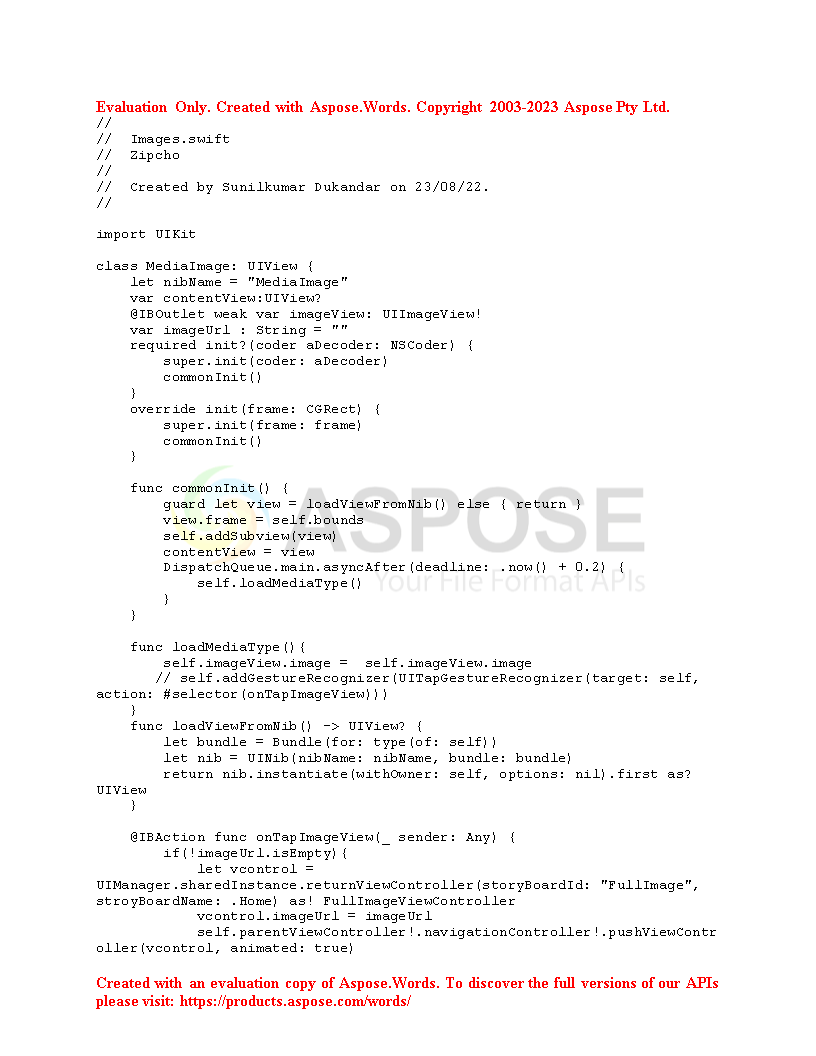 Evaluation Only. Created with Aspose.Words. Copyright 2003-2023 Aspose Pty Ltd.
//
//  Images.swift
//  Zipcho
//
//  Created by Sunilkumar Dukandar on 23/08/22.
//
import UIKit
class MediaImage: UIView {
    let nibName = "MediaImage"
    var contentView:UIView?
    @IBOutlet weak var imageView: UIImageView!
    var imageUrl : String = ""
    required init?(coder aDecoder: NSCoder) {
        super.init(coder: aDecoder)
        commonInit()
    }
    override init(frame: CGRect) {
        super.init(frame: frame)
        commonInit()
    }
    func commonInit() {
        guard let view = loadViewFromNib() else { return }
        view.frame = self.bounds
        self.addSubview(view)
        contentView = view
        DispatchQueue.main.asyncAfter(deadline: .now() + 0.2) {
            self.loadMediaType()
        }
    }
    func loadMediaType(){
        self.imageView.image =  self.imageView.image
       // self.addGestureRecognizer(UITapGestureRecognizer(target: self,
action: #selector(onTapImageView)))
    }
    func loadViewFromNib() -> UIView? {
        let bundle = Bundle(for: type(of: self))
        let nib = UINib(nibName: nibName, bundle: bundle)
        return nib.instantiate(withOwner: self, options: nil).first as?
UIView
    }
    @IBAction func onTapImageView(_ sender: Any) {
        if(!imageUrl.isEmpty){
            let vcontrol =
UIManager.sharedInstance.returnViewController(storyBoardId: "FullImage",
stroyBoardName: .Home) as! FullImageViewController
            vcontrol.imageUrl = imageUrl
            self.parentViewController!.navigationController!.pushViewContr
oller(vcontrol, animated: true)
ASPOSE
Your File Format APIs
Created with an evaluation copy of Aspose.Words. To discover the full versions of our APIs
please visit: https://products.aspose.com/words/